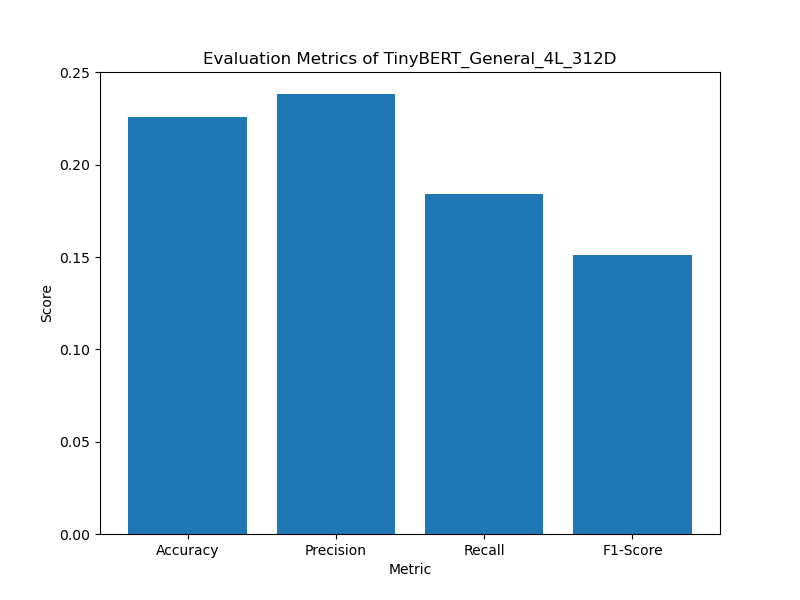 Evaluation Metrics of TinyBERT_General_4L_312D
0.25
0.20
0.15
0.10
0.05
0.00
Score
Accuracy Precision Recall F1-Score
Metric